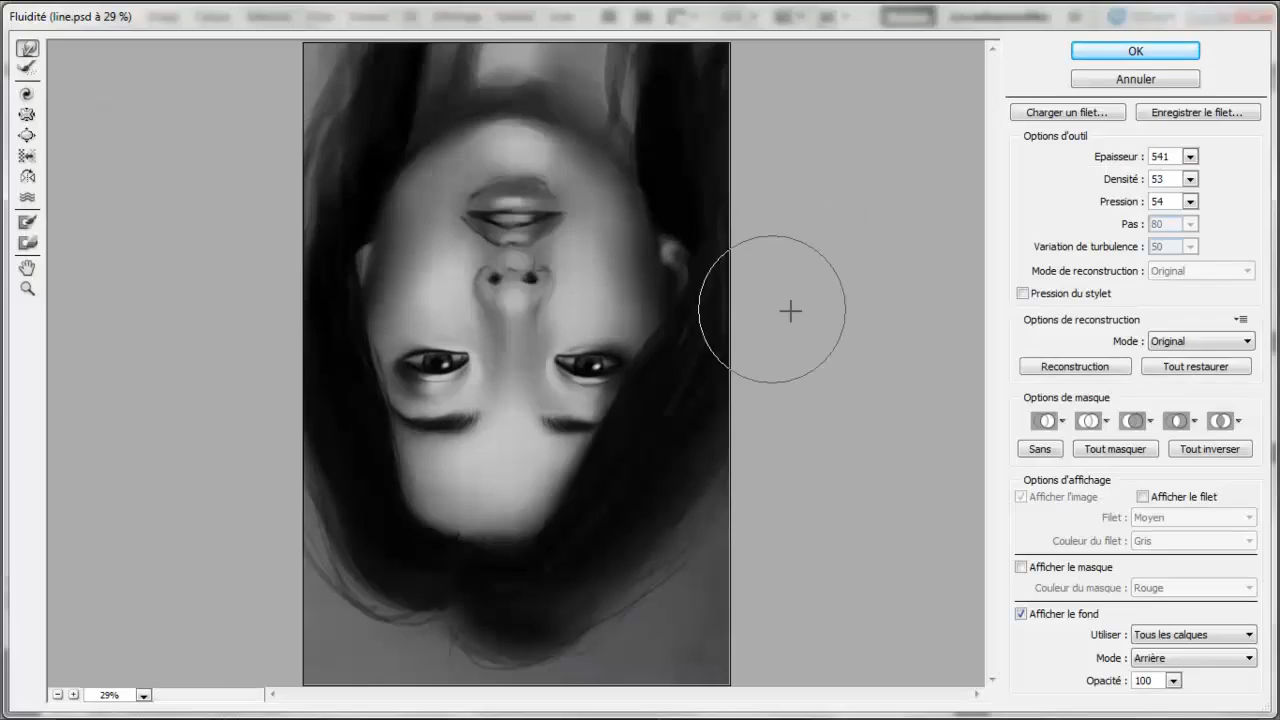 Fluidité (line.psd à 29 %)
OK
Annuler
Charger un filet...
Enregistrer le filet...
Options d'outil
Epaisseur : 541
Densité : 53
Pression : 54
Pas : 80
Variation de turbulence : 50
Mode de reconstruction : Original
Pression du stylet
Options de reconstruction
Mode : Original
Reconstruction
Tout restaurer
Options de masque
Sans
Tout masquer
Tout inverser
Options d'affichage
Afficher l'image
Afficher le filet
Filet : Moyen
Couleur du filet : Gris
Afficher le masque
Couleur du masque : Rouge
Afficher le fond
Utiliser : Tous les calques
Mode : Arrière
Opacité : 100
29%